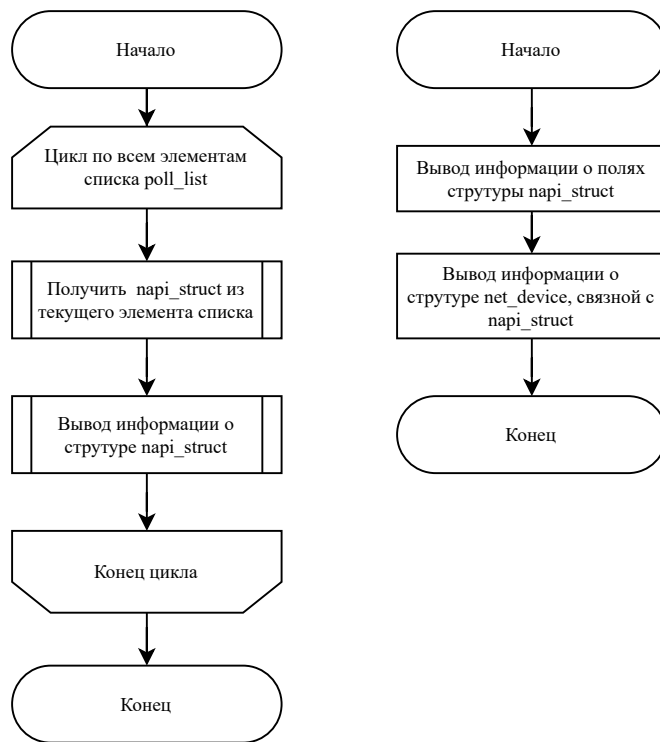 Начало
Цикл по всем элементам
списка poll_list
Получить napi_struct из
текущего элемента списка
Вывод информации о
струтуре napi_struct
Конец цикла
Конец
Начало
Вывод информации о полях
струтуры napi_struct
Вывод информации о
струтуре net_device, связной с
napi_struct
Конец